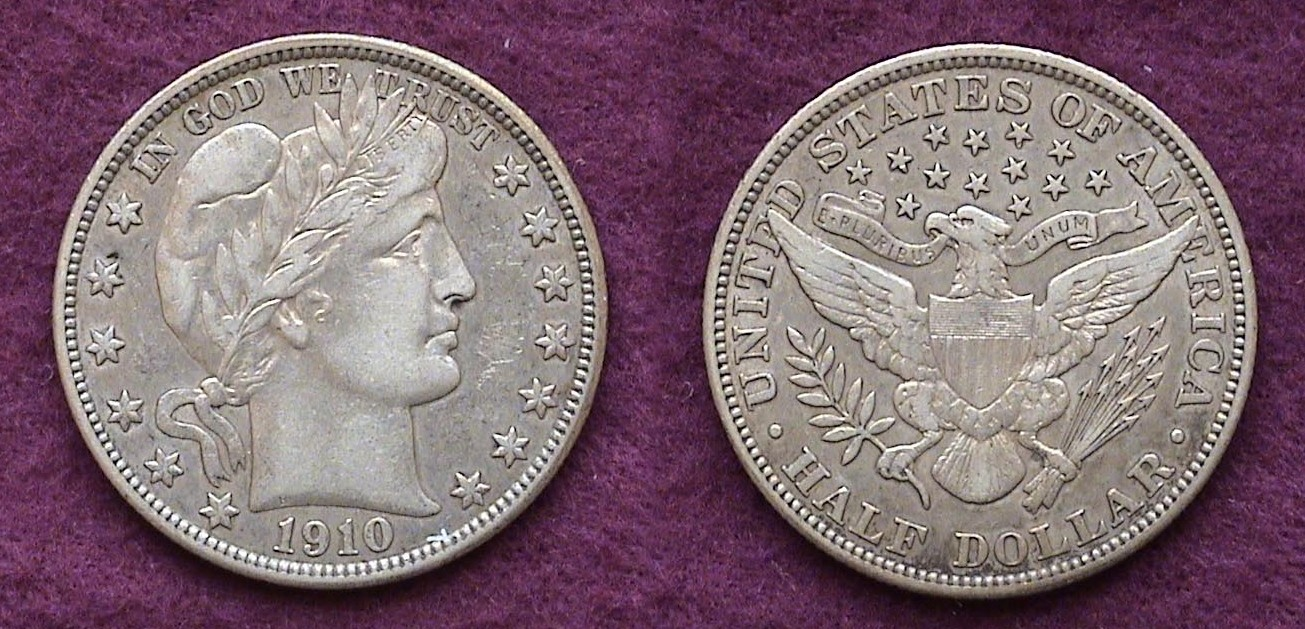 IN GOD WE TRUST
LIBERTY
1910
UNITED STATES OF AMERICA
E·PLURIBUS UNUM
HALF DOLLAR